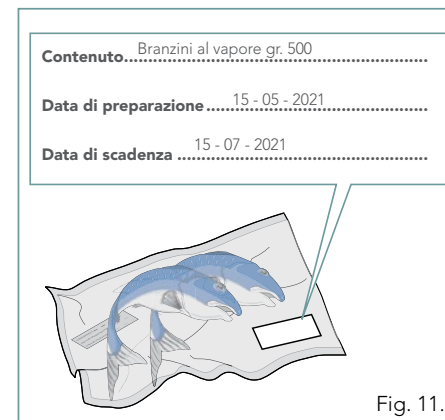 Contenuto...Branzini al vapore gr. 500...
Data di preparazione...15 - 05 - 2021...
Data di scadenza...15 - 07 - 2021...
Fig. 11.